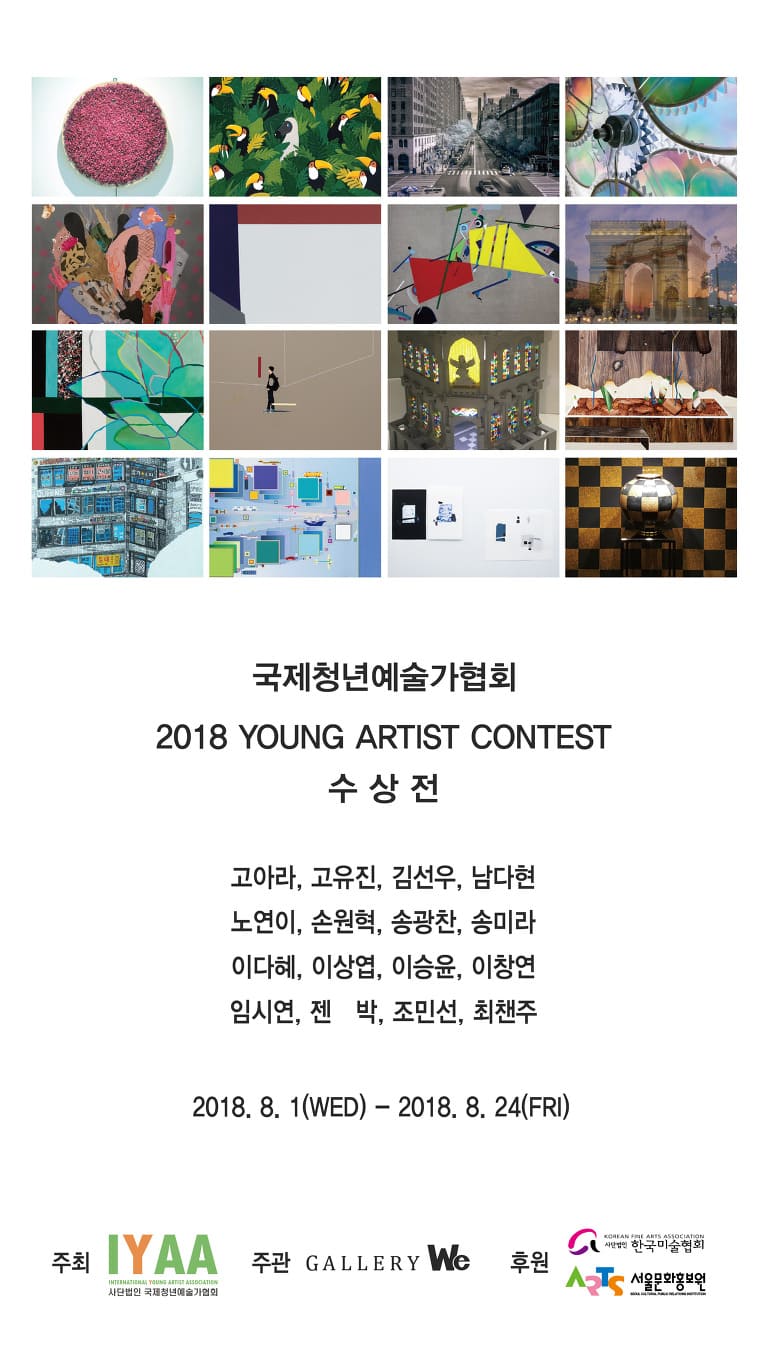 국제청년예술가협회
2018 YOUNG ARTIST CONTEST
수 상 전
고아라, 고유진, 김선우, 남다현
노연이, 손원혁, 송광찬, 송미라
이다혜, 이상엽, 이승윤, 이창연
임시연, 젠 박, 조민선, 최챈주
2018. 8. 1(WED) – 2018. 8. 24(FRI)
주최
IYAA
INTERNATIONAL YOUNG ARTIST ASSOCIATION
사단법인 국제청년예술가협회
주관
GALLERY We
후원
KOREAN FINE ARTS ASSOCIATION
사단법인 한국미술협회
ARTS 서울문화홍보원
SEOUL CULTURAL PUBLIC RELATIONS INSTITUTION